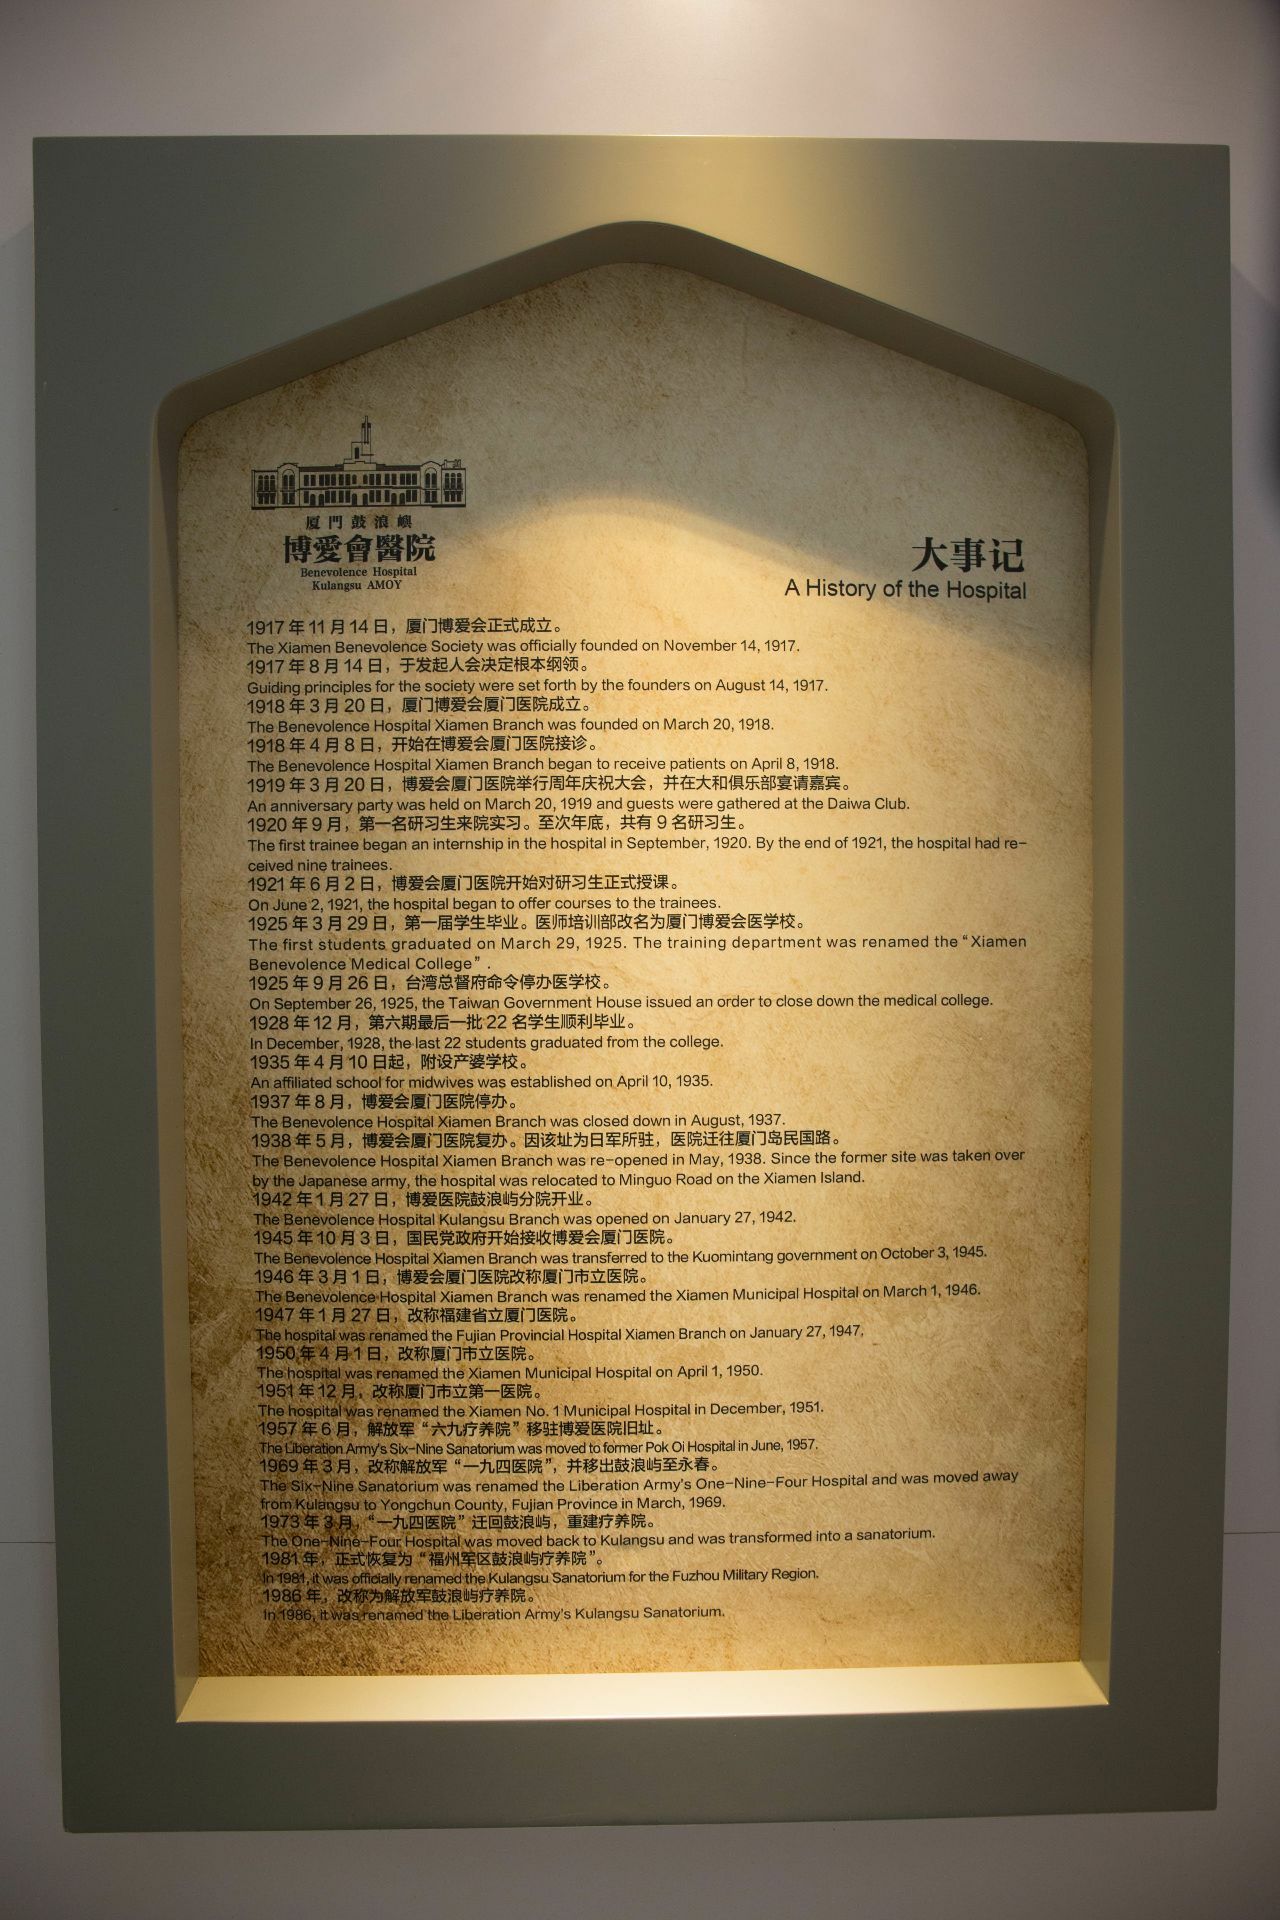 厦門鼓浪嶼
博愛會醫院
Benevolence Hospital
Kulangsu AMOY
大事记
A History of the Hospital
1917 年 11 月 14 日，厦门博爱会正式成立。
The Xiamen Benevolence Society was officially founded on November 14, 1917.
1917 年 8 月 14 日，于发起人会决定根本纲领。
Guiding principles for the society were set forth by the founders on August 14, 1917.
1918 年 3 月 20 日，厦门博爱会厦门医院成立。
The Benevolence Hospital Xiamen Branch was founded on March 20, 1918.
1918 年 4 月 8 日，开始在博爱会厦门医院接诊。
The Benevolence Hospital Xiamen Branch began to receive patients on April 8, 1918.
1919 年 3 月 20 日，博爱会厦门医院举行周年庆祝大会，并在大和俱乐部宴请嘉宾。
An anniversary party was held on March 20, 1919 and guests were gathered at the Daiwa Club.
1920 年 9 月，第一名研习生来院实习。至次年底，共有 9 名研习生。
The first trainee began an internship in the hospital in September, 1920. By the end of 1921, the hospital had re-
ceived nine trainees.
1921 年 6 月 2 日，博爱会厦门医院开始对研习生正式授课。
On June 2, 1921, the hospital began to offer courses to the trainees.
1925 年 3 月 29 日，第一届学生毕业。医师培训部改名为厦门博爱会医学校。
The first students graduated on March 29, 1925. The training department was renamed the “Xiamen
Benevolence Medical College” .
1925 年 9 月 26 日，台湾总督府命令停办医学校。
On September 26, 1925, the Taiwan Government House issued an order to close down the medical college.
1928 年 12 月，第六期最后一批 22 名学生顺利毕业。
In December, 1928, the last 22 students graduated from the college.
1935 年 4 月 10 日起，附设产婆学校。
An affiliated school for midwives was established on April 10, 1935.
1937 年 8 月，博爱会厦门医院停办。
The Benevolence Hospital Xiamen Branch was closed down in August, 1937.
1938 年 5 月，博爱会厦门医院复办。因该址为日军所驻，医院迁往厦门岛民国路。
The Benevolence Hospital Xiamen Branch was re-opened in May, 1938. Since the former site was taken over
by the Japanese army, the hospital was relocated to Minguo Road on the Xiamen Island.
1942 年 1 月 27 日，博爱医院鼓浪屿分院开业。
The Benevolence Hospital Kulangsu Branch was opened on January 27, 1942.
1945 年 10 月 3 日，国民党政府开始接收博爱会厦门医院。
The Benevolence Hospital Xiamen Branch was transferred to the Kuomintang government on October 3, 1945.
1946 年 3 月 1 日，博爱会厦门医院改称厦门市立医院。
The Benevolence Hospital Xiamen Branch was renamed the Xiamen Municipal Hospital on March 1, 1946.
1947 年 1 月 27 日，改称福建省立厦门医院。
The hospital was renamed the Fujian Provincial Hospital Xiamen Branch on January 27, 1947.
1950 年 4 月 1 日，改称厦门市立医院。
The hospital was renamed the Xiamen Municipal Hospital on April 1, 1950.
1951 年 12 月，改称厦门市立第一医院。
The hospital was renamed the Xiamen No. 1 Municipal Hospital in December, 1951.
1957 年 6 月，解放军“六九疗养院”移驻博爱医院旧址。
The Liberation Army's Six-Nine Sanatorium was moved to former Pok Oi Hospital in June, 1957.
1969 年 3 月，改称解放军“一九四医院”，并移出鼓浪屿至永春。
The Six-Nine Sanatorium was renamed the Liberation Army's One-Nine-Four Hospital and was moved away
from Kulangsu to Yongchun County, Fujian Province in March, 1969.
1973 年 3 月，“一九四医院”迁回鼓浪屿，重建疗养院。
The One-Nine-Four Hospital was moved back to Kulangsu and was transformed into a sanatorium.
1981 年，正式恢复为“福州军区鼓浪屿疗养院”。
In 1981, it was officially renamed the Kulangsu Sanatorium for the Fuzhou Military Region.
1986 年，改称为解放军鼓浪屿疗养院。
In 1986, it was renamed the Liberation Army's Kulangsu Sanatorium.